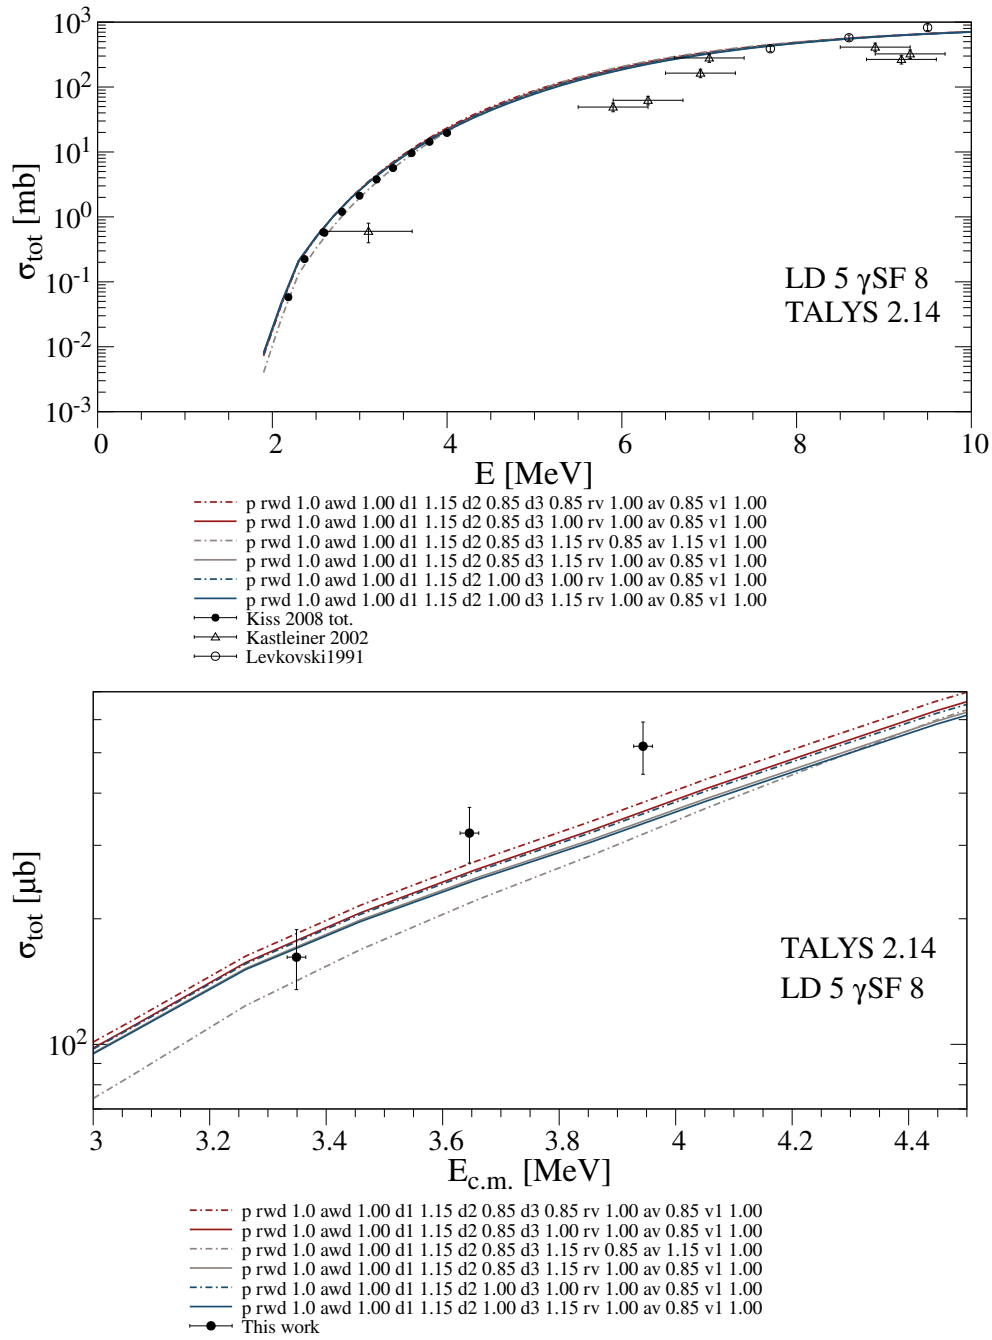 10³
10²
10¹
10⁰
10⁻¹
10⁻²
10⁻³
σtot [mb]
LD 5 γSF 8
TALYS 2.14
0 2 4 6 8 10
E [MeV]
p rwd 1.0 awd 1.00 d1 1.15 d2 0.85 d3 0.85 rv 1.00 av 0.85 v1 1.00
p rwd 1.0 awd 1.00 d1 1.15 d2 0.85 d3 1.00 rv 1.00 av 0.85 v1 1.00
p rwd 1.0 awd 1.00 d1 1.15 d2 0.85 d3 1.15 rv 0.85 av 1.15 v1 1.00
p rwd 1.0 awd 1.00 d1 1.15 d2 0.85 d3 1.15 rv 1.00 av 0.85 v1 1.00
p rwd 1.0 awd 1.00 d1 1.15 d2 1.00 d3 1.00 rv 1.00 av 0.85 v1 1.00
p rwd 1.0 awd 1.00 d1 1.15 d2 1.00 d3 1.15 rv 1.00 av 0.85 v1 1.00
Kiss 2008 tot.
Kastleiner 2002
Levkovski1991
σtot [μb]
TALYS 2.14
LD 5 γSF 8
10²
3 3.2 3.4 3.6 3.8 4 4.2 4.4
Ec.m. [MeV]
p rwd 1.0 awd 1.00 d1 1.15 d2 0.85 d3 0.85 rv 1.00 av 0.85 v1 1.00
p rwd 1.0 awd 1.00 d1 1.15 d2 0.85 d3 1.00 rv 1.00 av 0.85 v1 1.00
p rwd 1.0 awd 1.00 d1 1.15 d2 0.85 d3 1.15 rv 0.85 av 1.15 v1 1.00
p rwd 1.0 awd 1.00 d1 1.15 d2 0.85 d3 1.15 rv 1.00 av 0.85 v1 1.00
p rwd 1.0 awd 1.00 d1 1.15 d2 1.00 d3 1.00 rv 1.00 av 0.85 v1 1.00
p rwd 1.0 awd 1.00 d1 1.15 d2 1.00 d3 1.15 rv 1.00 av 0.85 v1 1.00
This work